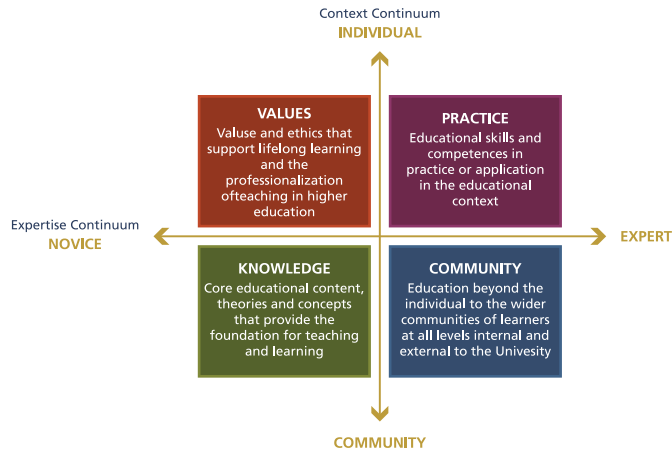 Context Continuum
INDIVIDUAL
VALUES
Valuse and ethics that
support lifelong learning
and the
professionalization
ofteaching in higher
education
PRACTICE
Educational skills and
competences in
practice or application
in the educational
context
Expertise Continuum
NOVICE
EXPERT
KNOWLEDGE
Core educational content,
theories and concepts
that provide the
foundation for teaching
and learning
COMMUNITY
Education beyond the
individual to the wider
communities of learners
at all levels internal and
external to the Univesity
COMMUNITY